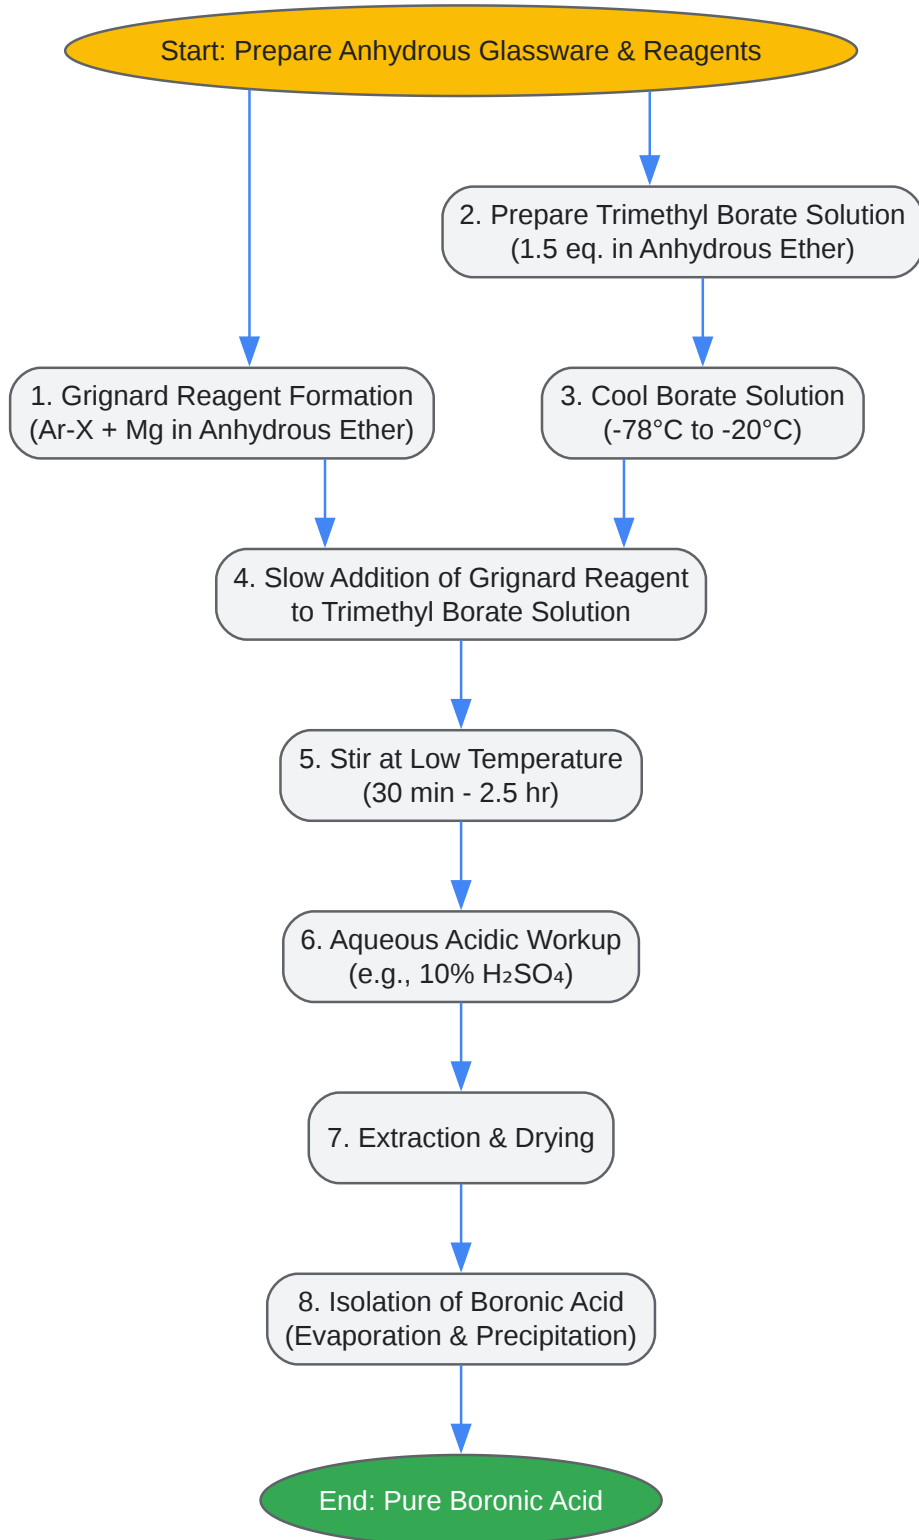 Start: Prepare Anhydrous Glassware & Reagents
2. Prepare Trimethyl Borate Solution
(1.5 eq. in Anhydrous Ether)
1. Grignard Reagent Formation
(Ar-X + Mg in Anhydrous Ether)
3. Cool Borate Solution
(-78°C to -20°C)
4. Slow Addition of Grignard Reagent
to Trimethyl Borate Solution
5. Stir at Low Temperature
(30 min - 2.5 hr)
6. Aqueous Acidic Workup
(e.g., 10% H₂SO₄)
7. Extraction & Drying
8. Isolation of Boronic Acid
(Evaporation & Precipitation)
End: Pure Boronic Acid